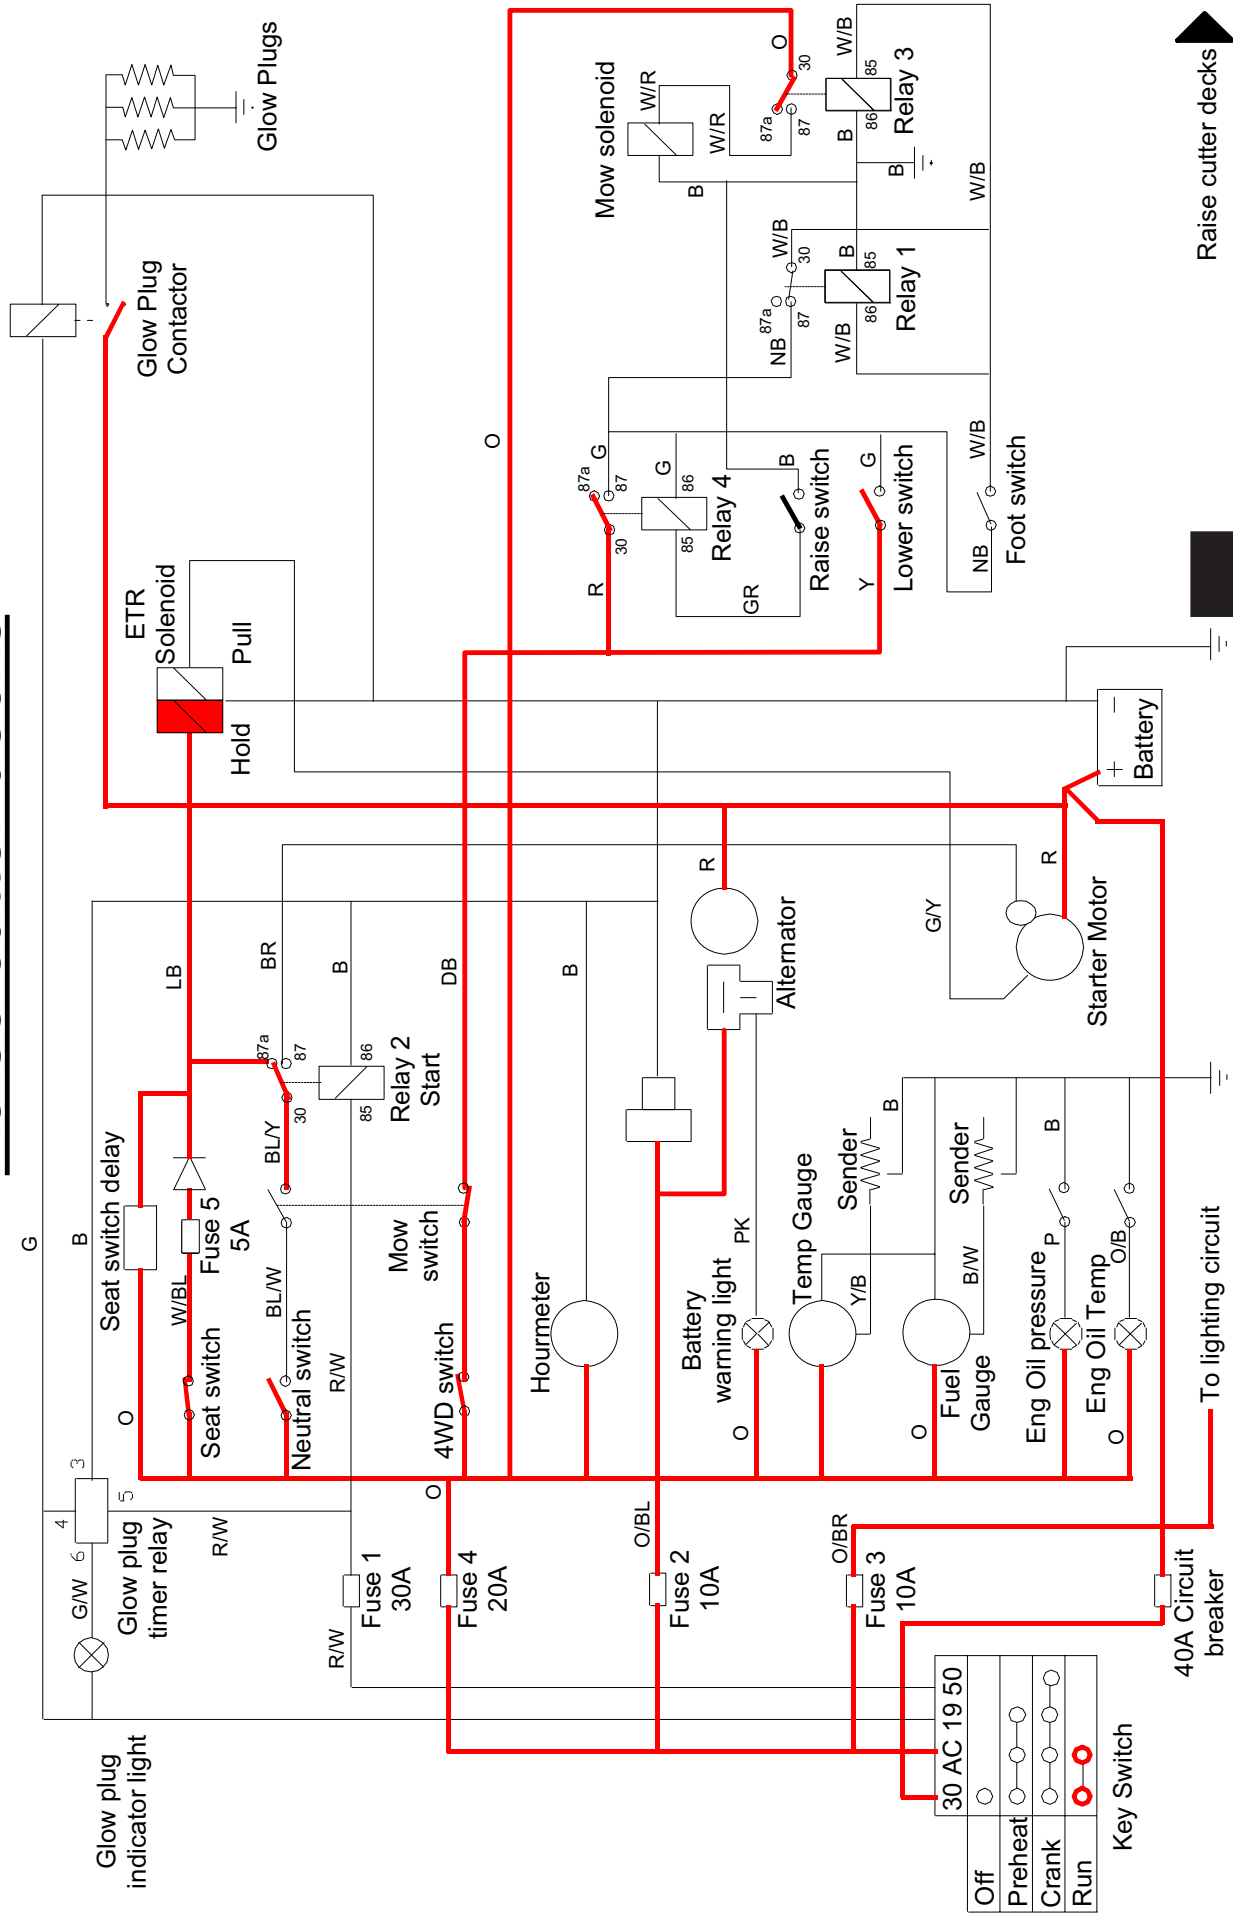 Glow plug
indicator light
G/W
6
4
3
5
Glow plug
timer relay
R/W
G
B
Seat switch delay
O
W/BL
Fuse 5
5A
Seat switch
LB
ETR
Solenoid
Hold
Pull
Glow Plug
Contactor
Glow Plugs
BL/W
BL/Y
Neutral switch
30
87a
87
BR
R/W
85
86
B
Relay 2
Start
R/W
Fuse 1
30A
O
Fuse 4
20A
4WD switch
Mow
switch
DB
O
Hourmeter
B
O/BL
Fuse 2
10A
Battery
warning light
O
PK
R
Alternator
Temp Gauge
Y/B
Sender
B
O
Fuel
Gauge
B/W
Sender
O/BR
Fuse 3
10A
Eng Oil pressure
P
B
Eng Oil Temp
O
O/B
To lighting circuit
G/Y
R
Starter Motor
+
−
Battery
40A Circuit
breaker
30 AC 19 50
Off
Preheat
Crank
Run
Key Switch
R
30
87a
87
G
85
86
G
Relay 4
GR
B
Raise switch
Y
G
Lower switch
NB
W/B
Foot switch
Mow solenoid
B
W/R
W/R
O
30
87a
87
B
W/B
86
85
Relay 3
B
W/B
87a
87
30
W/B
NB
W/B
B
86
85
Relay 1
Raise cutter decks